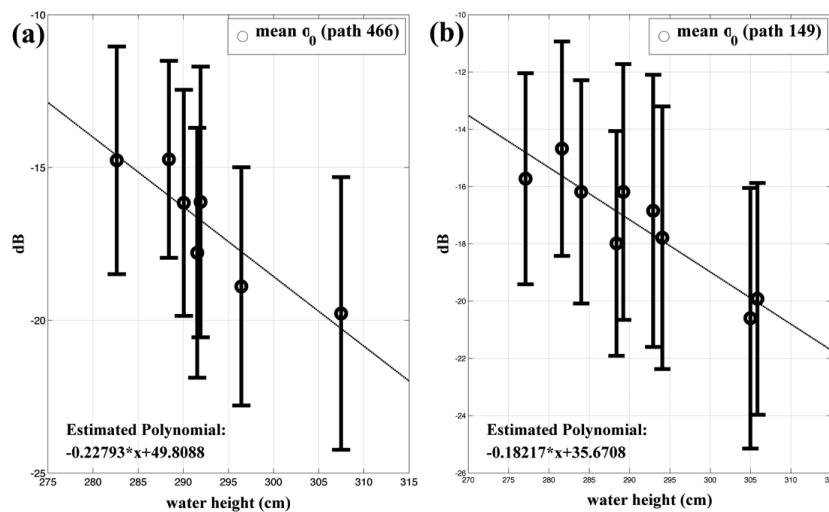 (a)
○ mean σ0 (path 466)
-10
-15
-20
-25
dB
Estimated Polynomial:
-0.22793*x+49.8088
275 280 285 290 295 300 305 310 315
water height (cm)
(b)
○ mean σ0 (path 149)
-10
-12
-14
-16
-18
-20
-22
-24
-26
dB
Estimated Polynomial:
-0.18217*x+35.6708
270 275 280 285 290 295 300 305 310 315
water height (cm)